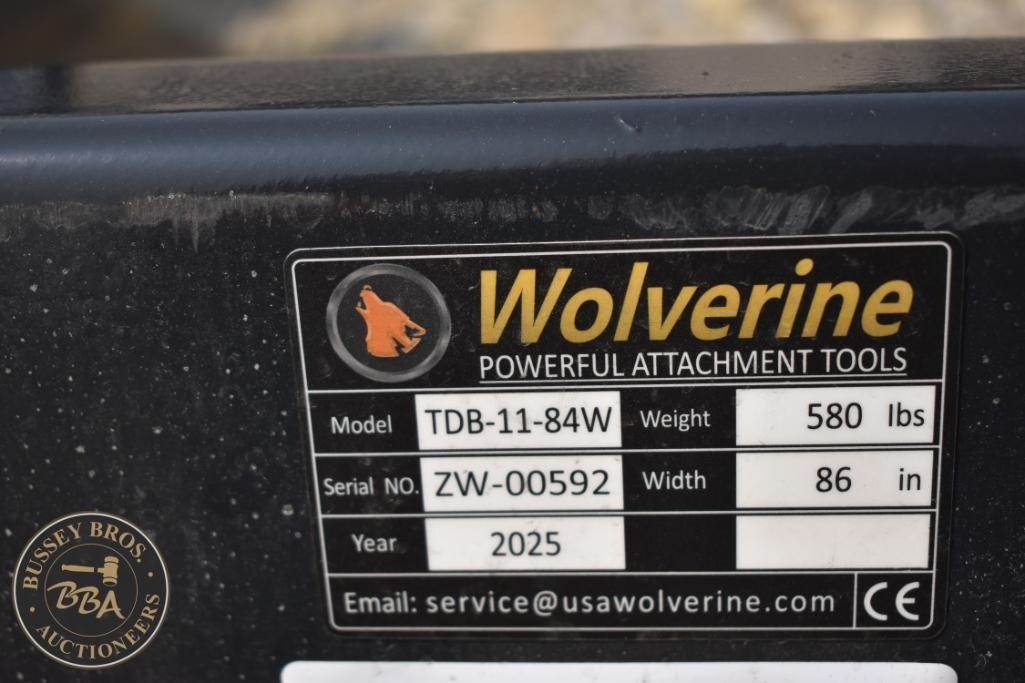 Wolverine
POWERFUL ATTACHMENT TOOLS
Model TDB-11-84W Weight 580 lbs
Serial NO. ZW-00592 Width 86 in
Year 2025
Email: service@usawolverine.com CE
BUSSEY BROS.
BBA
AUCTIONEERS